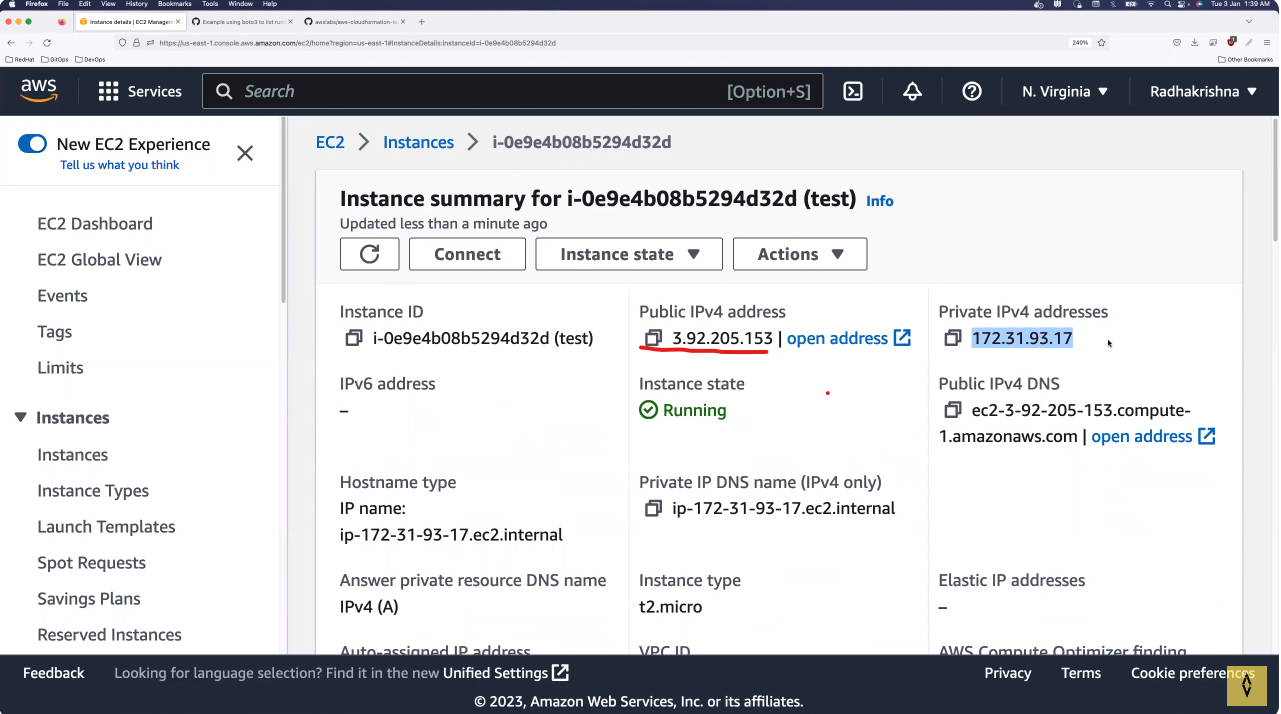 Firefox File Edit View History Bookmarks Tools Window Help Tue 3 Jan 1:39 AM
Instance details | EC2 Manager Example using boto3 to list run awslabs/aws-cloudformation-te
https://us-east-1.console.aws.amazon.com/ec2/home?region=us-east-1#InstanceDetails:instanceId=i-0e9e4b08b5294d32d 240%
RedHat GitOps DevOps Other Bookmarks
aws Services Search [Option+S] N. Virginia Radhakrishna
New EC2 Experience
Tell us what you think
EC2 Dashboard
EC2 Global View
Events
Tags
Limits
Instances
Instances
Instance Types
Launch Templates
Spot Requests
Savings Plans
Reserved Instances
EC2 > Instances > i-0e9e4b08b5294d32d
Instance summary for i-0e9e4b08b5294d32d (test) Info
Updated less than a minute ago
Connect Instance state Actions
Instance ID
i-0e9e4b08b5294d32d (test)
Public IPv4 address
3.92.205.153 | open address
Private IPv4 addresses
172.31.93.17
IPv6 address
–
Instance state
Running
Public IPv4 DNS
ec2-3-92-205-153.compute-
1.amazonaws.com | open address
Hostname type
IP name:
ip-172-31-93-17.ec2.internal
Private IP DNS name (IPv4 only)
ip-172-31-93-17.ec2.internal
Answer private resource DNS name
IPv4 (A)
Instance type
t2.micro
Elastic IP addresses
–
Auto-assigned IP address
VPC ID
AWS Compute Optimizer finding
Feedback Looking for language selection? Find it in the new Unified Settings Privacy Terms Cookie preferences
© 2023, Amazon Web Services, Inc. or its affiliates.